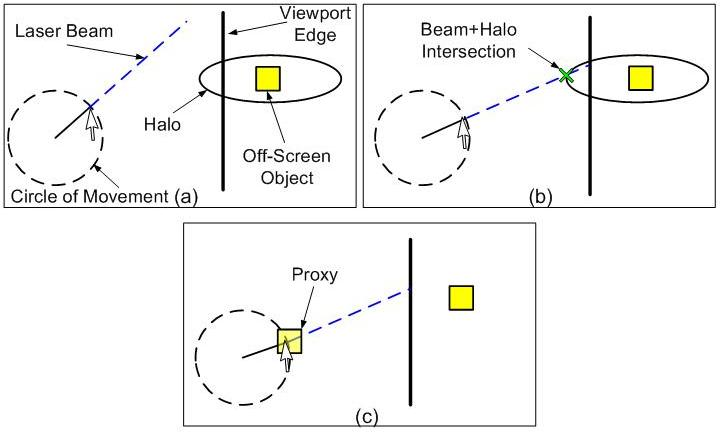 Laser Beam
Viewport
Edge
Halo
Off-Screen
Object
Circle of Movement (a)
Beam+Halo
Intersection
(b)
Proxy
(c)